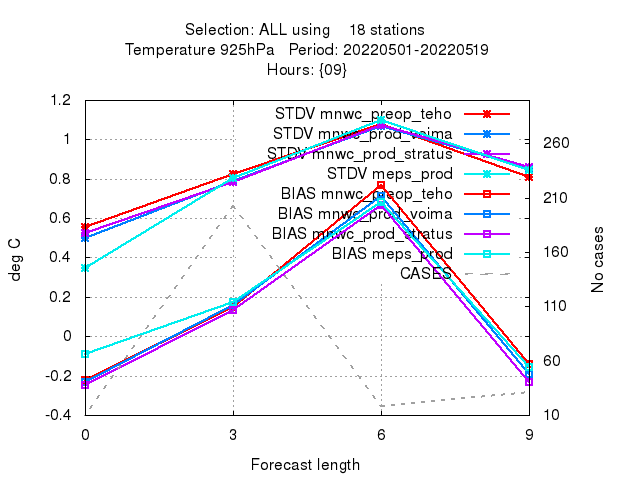 Selection: ALL using 18 stations
Temperature 925hPa Period: 20220501-20220519
Hours: {09}
1.2
1
0.8
0.6
0.4
0.2
0
-0.2
-0.4
deg C
STDV mnwc_preop_teho
STDV mnwc_prod_voima
STDV mnwc_prod_stratus
STDV meps_prod
BIAS mnwc_preop_teho
BIAS mnwc_prod_voima
BIAS mnwc_prod_stratus
BIAS meps_prod
CASES
260
210
160
110
60
10
No cases
0 3 6 9
Forecast length